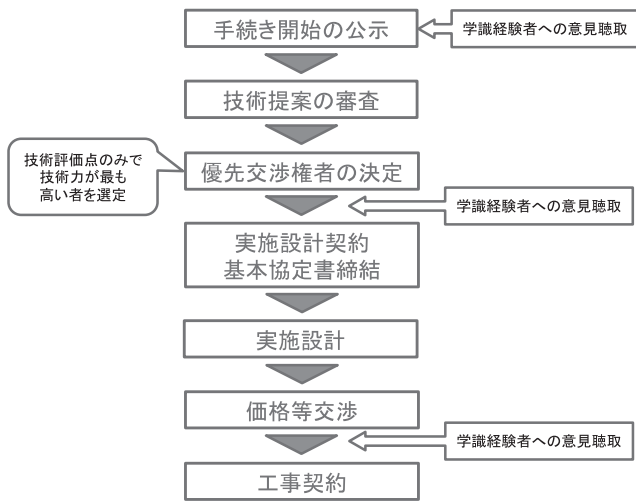 手続き開始の公示
学識経験者への意見聴取
技術提案の審査
技術評価点のみで
技術力が最も
高い者を選定
優先交渉権者の決定
学識経験者への意見聴取
実施設計契約
基本協定書締結
実施設計
価格等交渉
学識経験者への意見聴取
工事契約